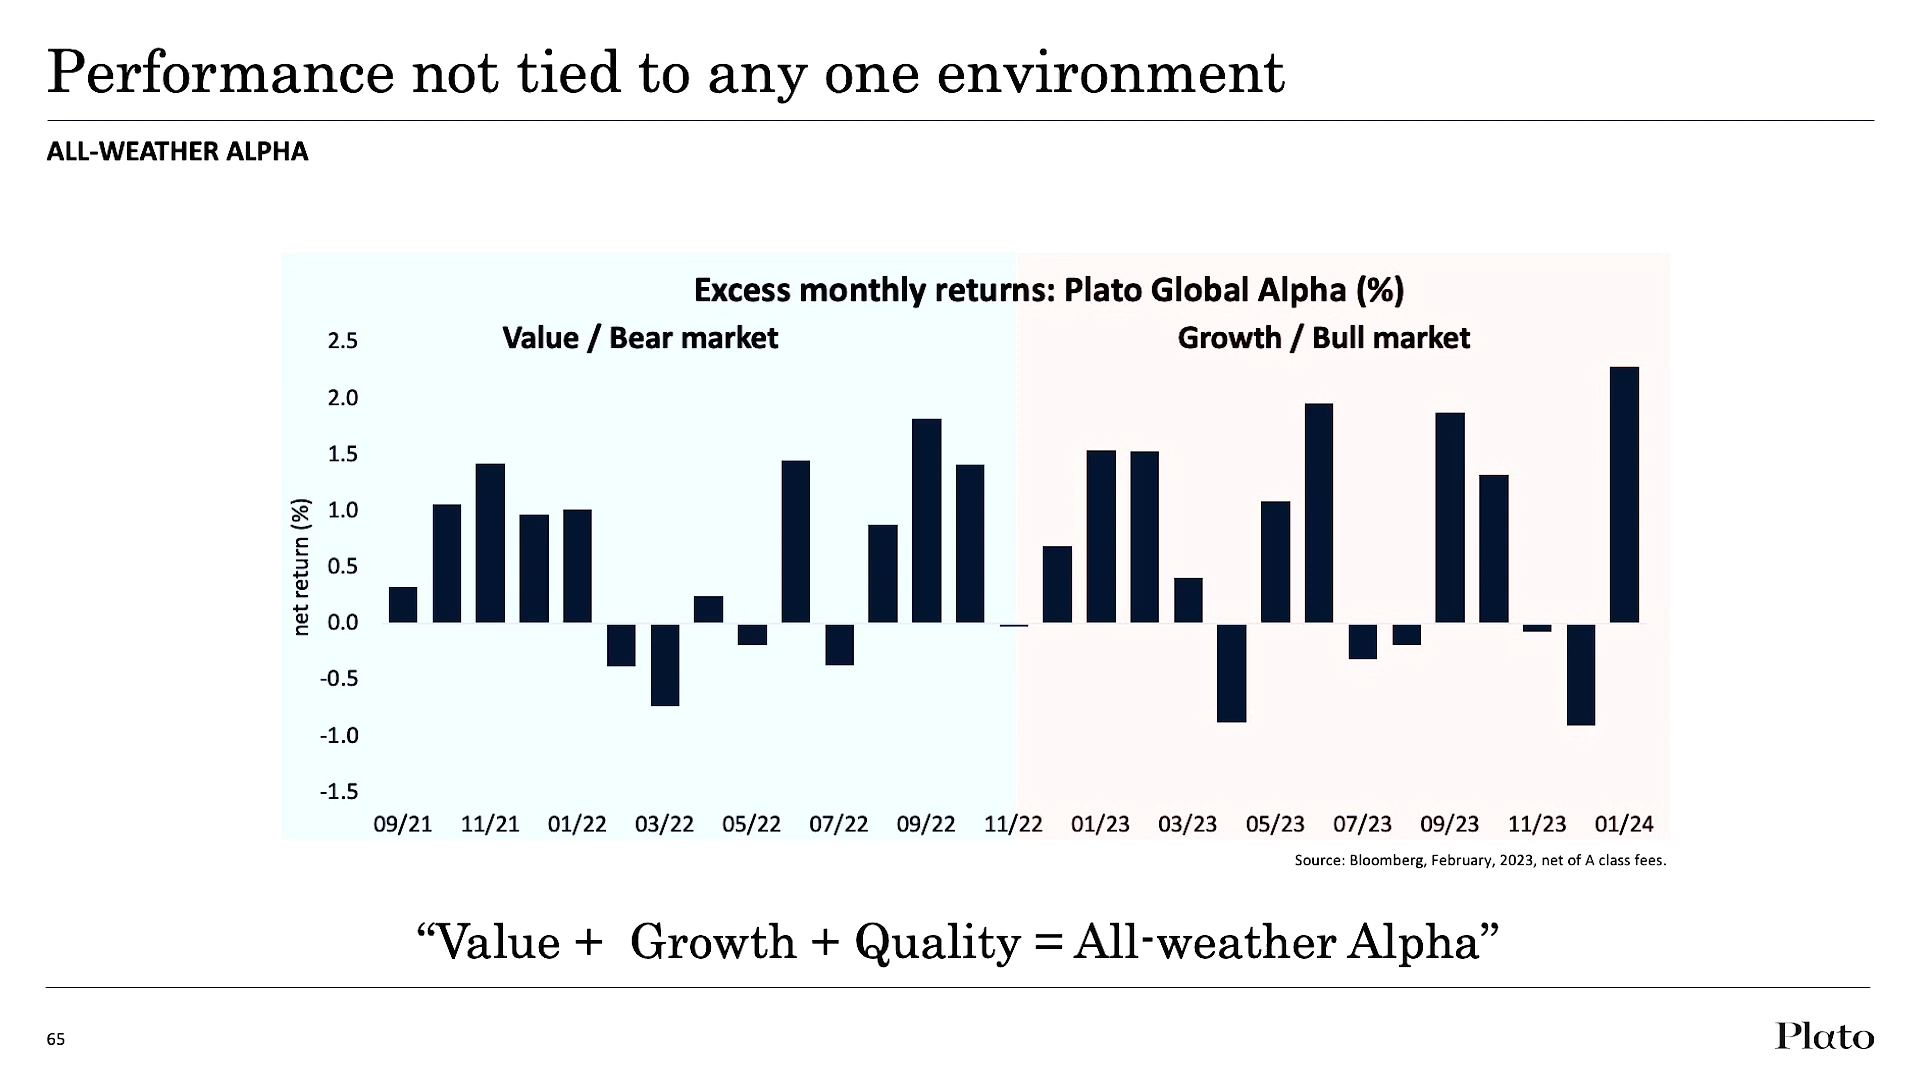 Performance not tied to any one environment
ALL-WEATHER ALPHA
Excess monthly returns: Plato Global Alpha (%)
Value / Bear market
Growth / Bull market
net return (%)
2.5
2.0
1.5
1.0
0.5
0.0
-0.5
-1.0
-1.5
09/21 11/21 01/22 03/22 05/22 07/22 09/22 11/22 01/23 03/23 05/23 07/23 09/23 11/23 01/24
Source: Bloomberg, February, 2023, net of A class fees.
“Value + Growth + Quality = All-weather Alpha”
65
Plato